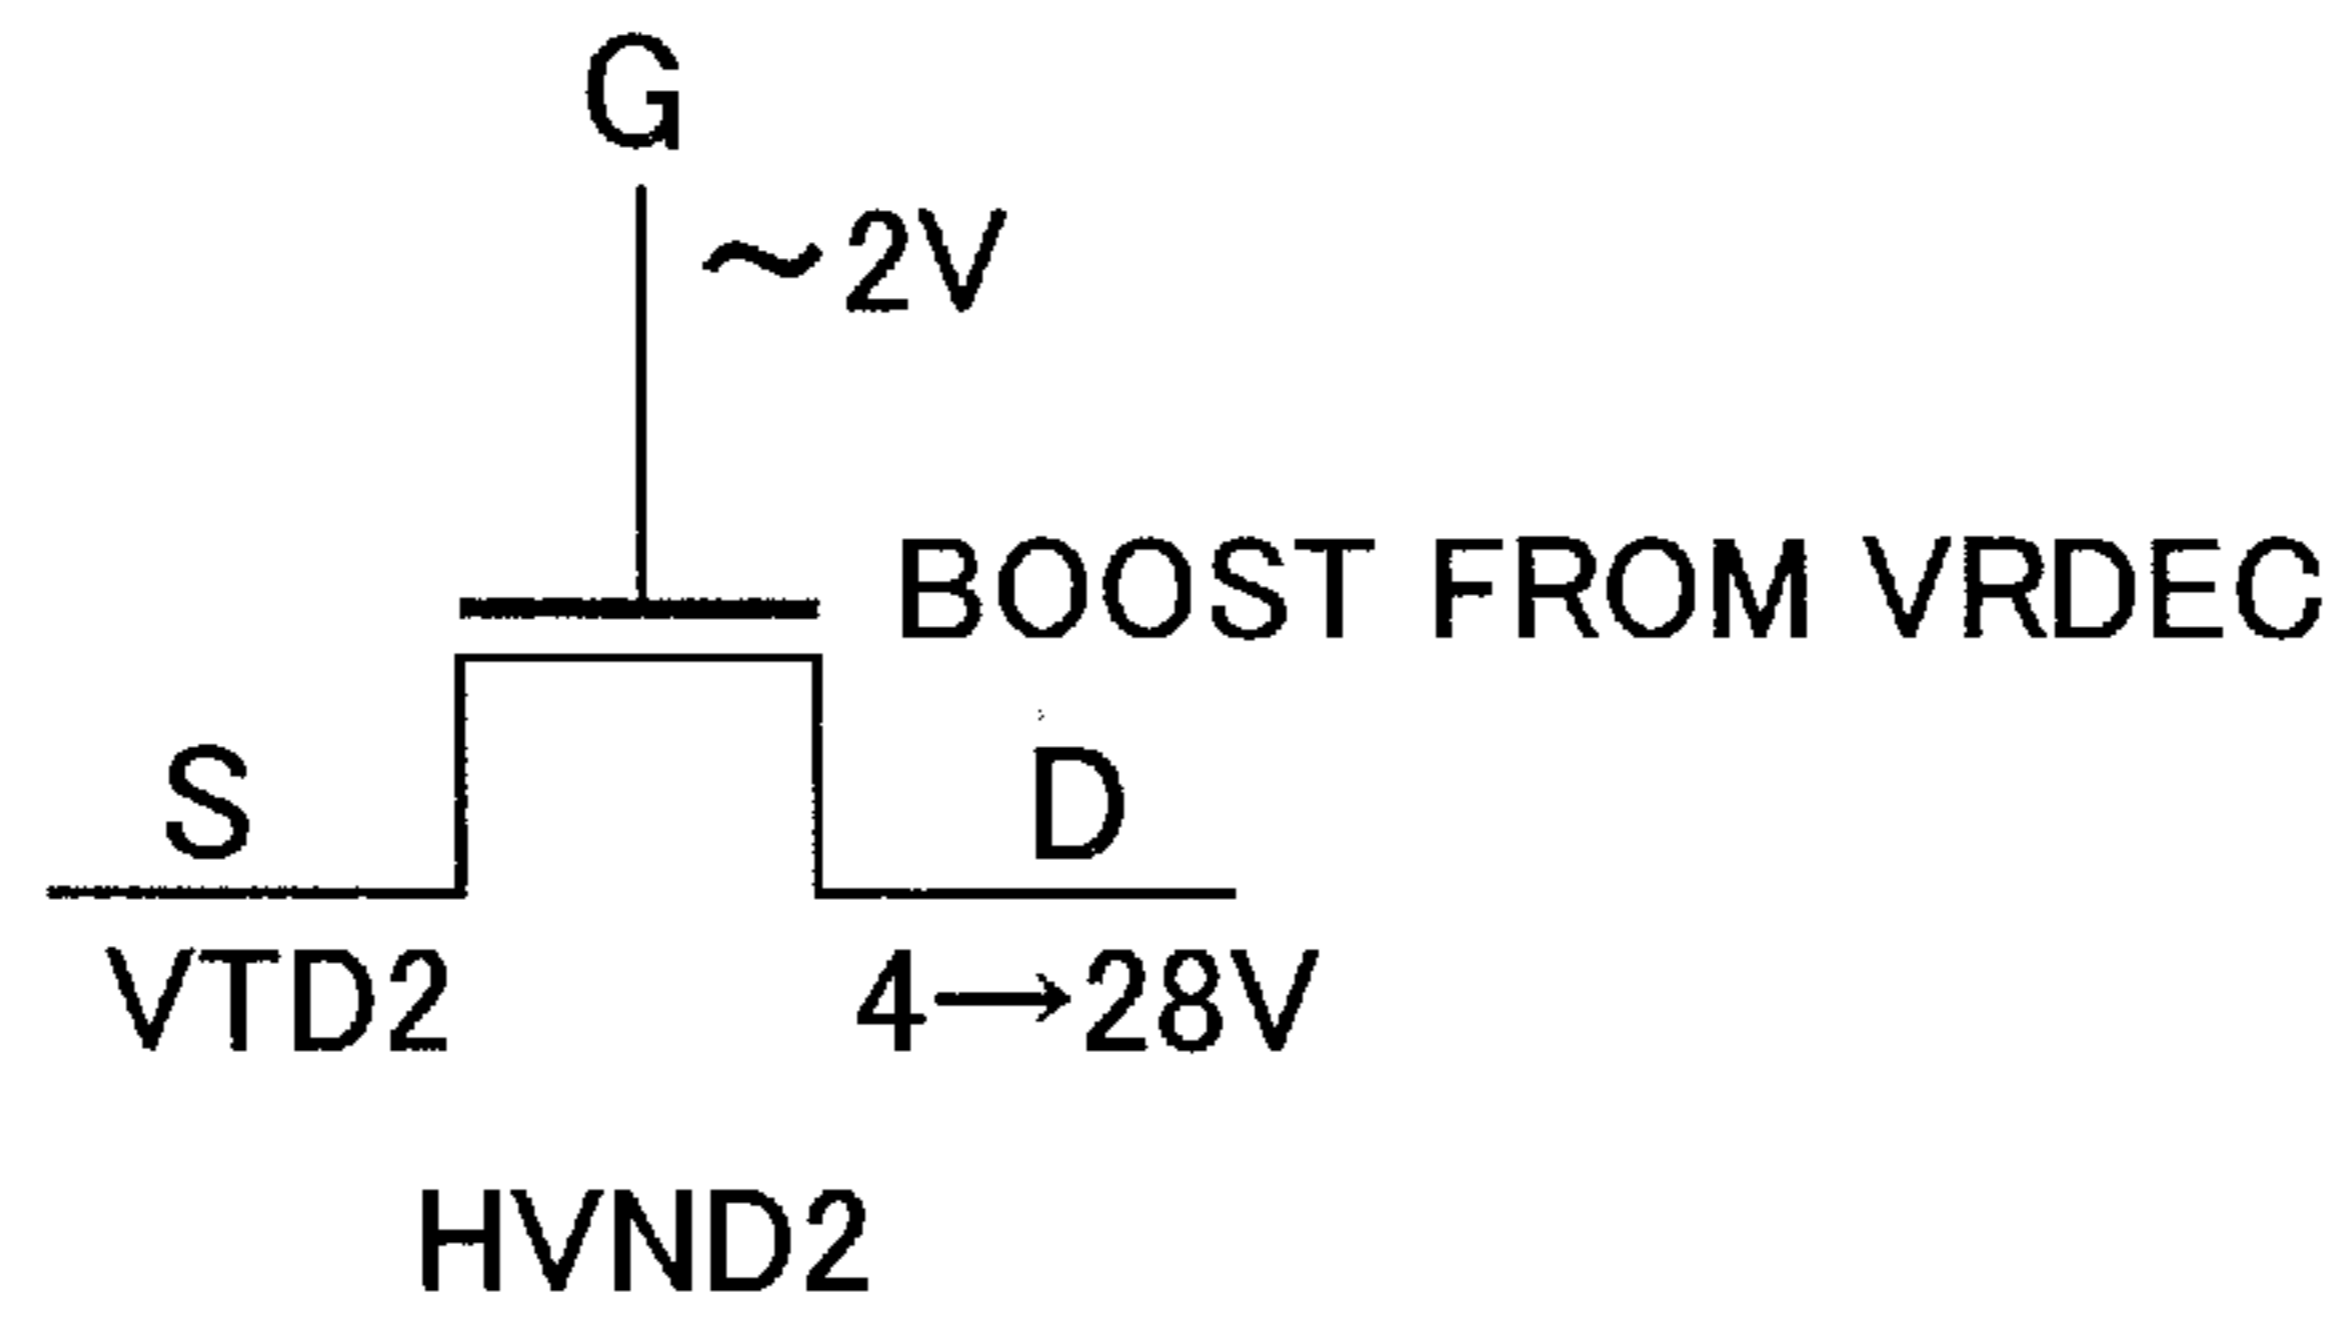 G
～2V
BOOST FROM VRDEC
S
D
VTD2
4→28V
HVND2